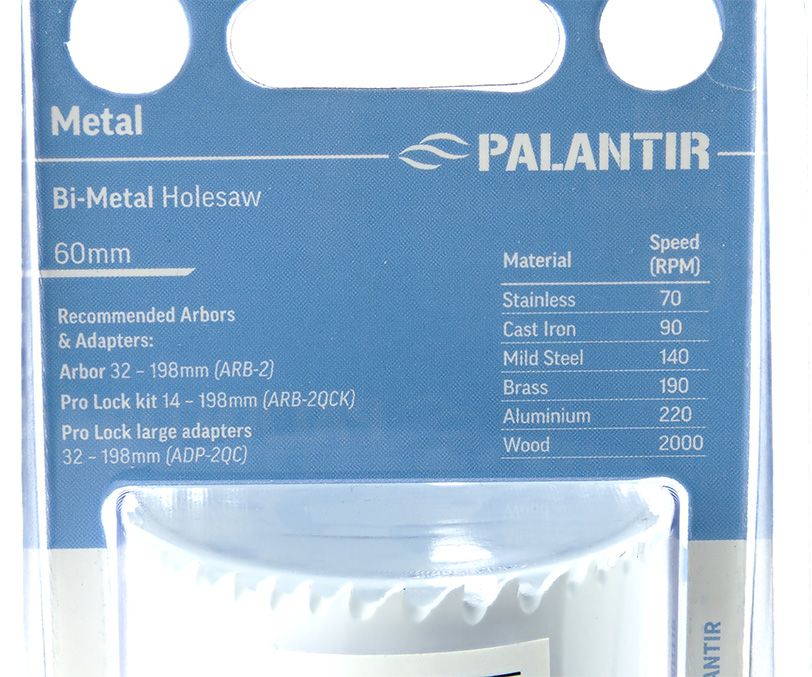 Metal
PALANTIR
Bi-Metal Holesaw
60mm
Recommended Arbors
& Adapters:
Arbor 32 – 198mm (ARB-2)
Pro Lock kit 14 – 198mm (ARB-2QCK)
Pro Lock large adapters
32 – 198mm (ADP-2QC)
Material Speed (RPM)
Stainless 70
Cast Iron 90
Mild Steel 140
Brass 190
Aluminium 220
Wood 2000
ANTIR